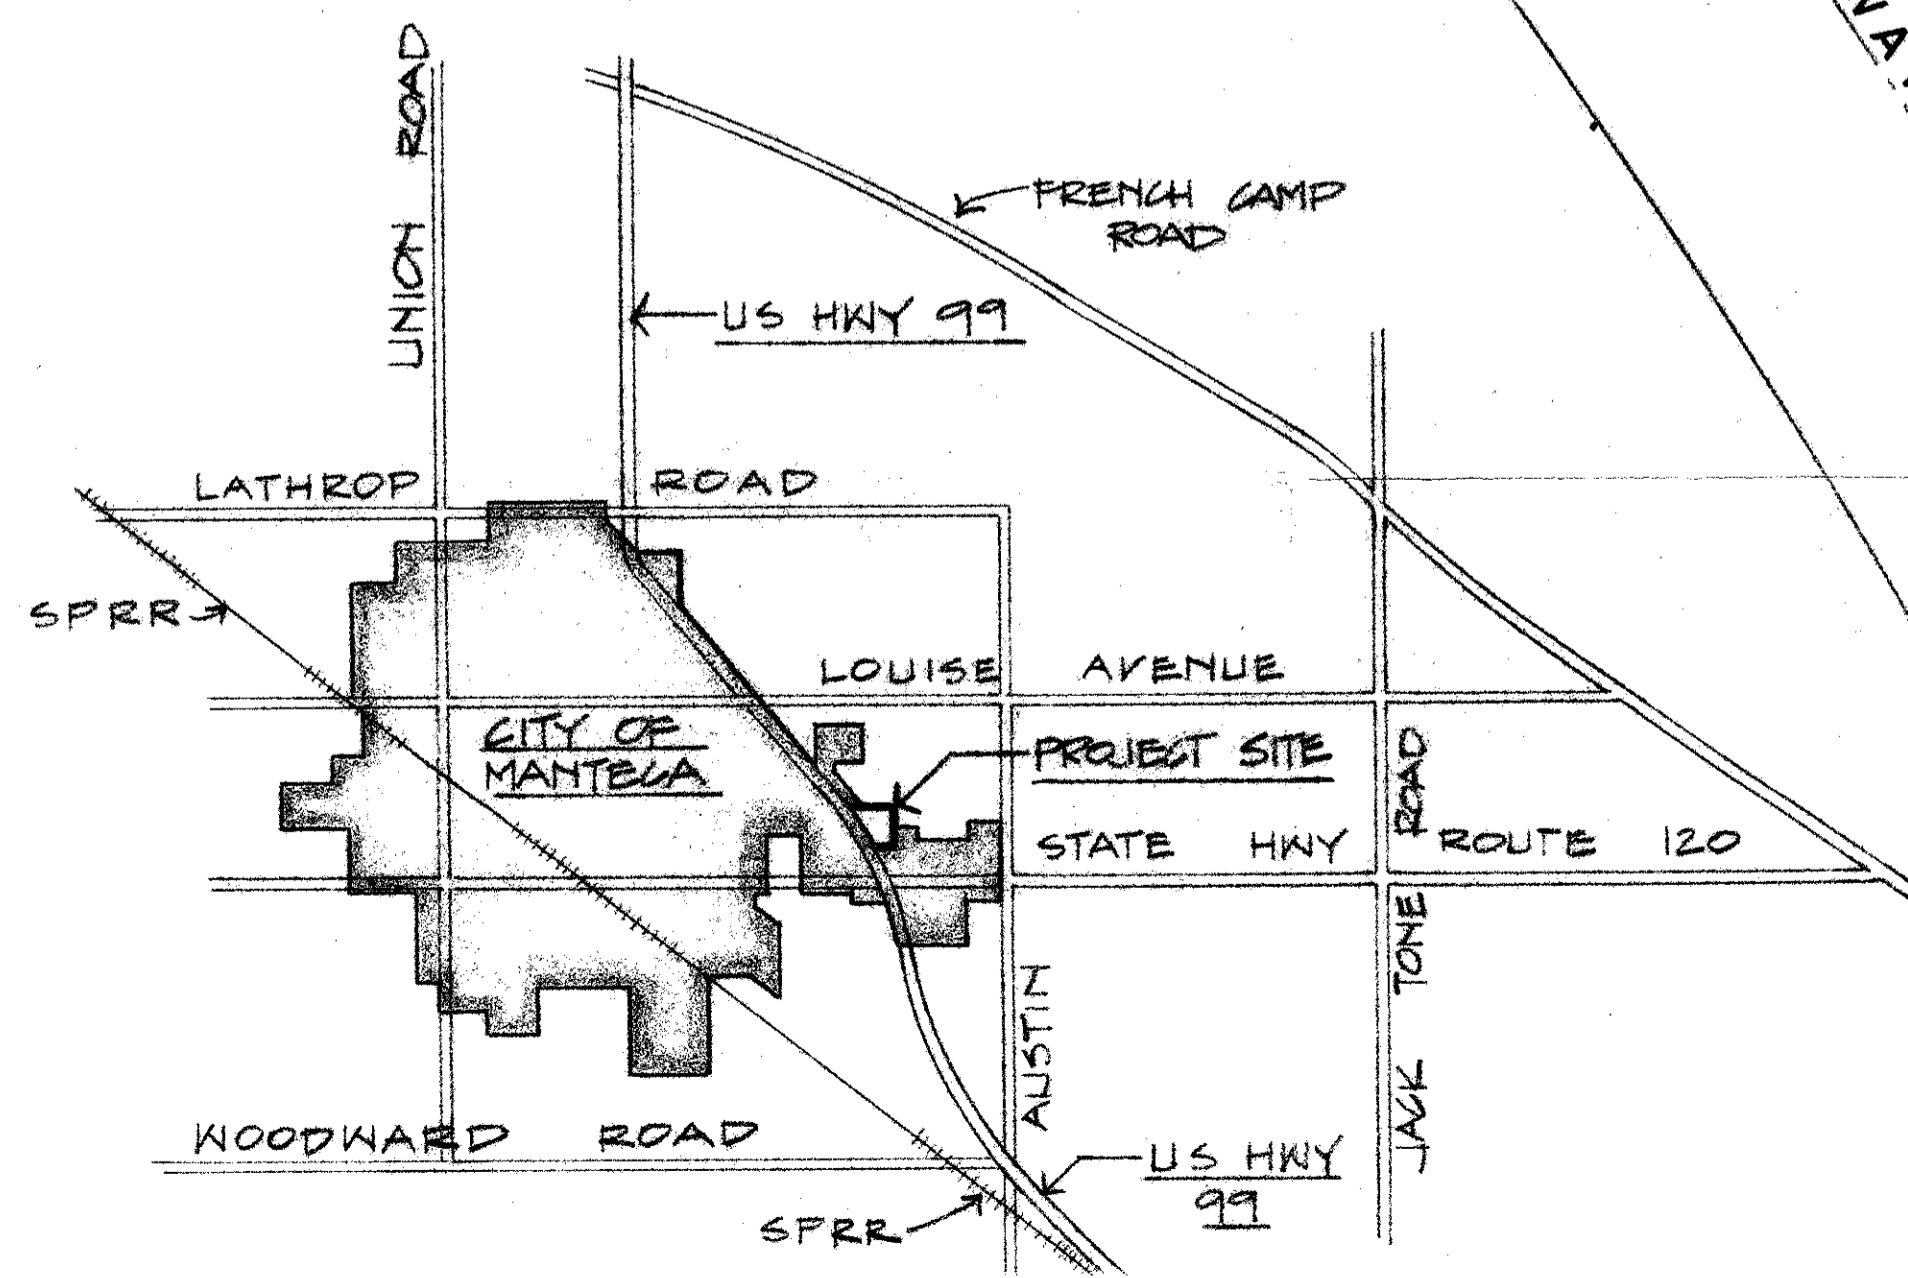 UNION ROAD
FRENCH CAMP
ROAD
US HWY 99
LATHROP ROAD
SPRR
LOUISE AVENUE
CITY OF
MANTECA
PROJECT SITE
STATE HWY ROUTE 120
JACK TONE ROAD
AUSTIN
WOODWARD ROAD
US HWY
99
SPRR